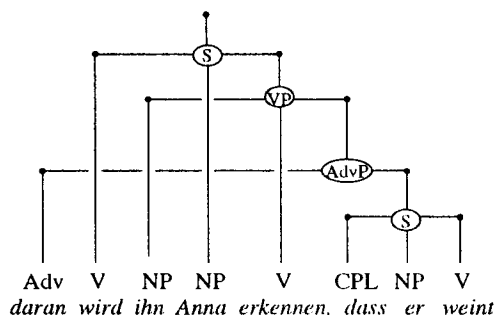 S
VP
AdvP
S
Adv V NP NP V CPL NP V
daran wird ihn Anna erkennen, dass er weint